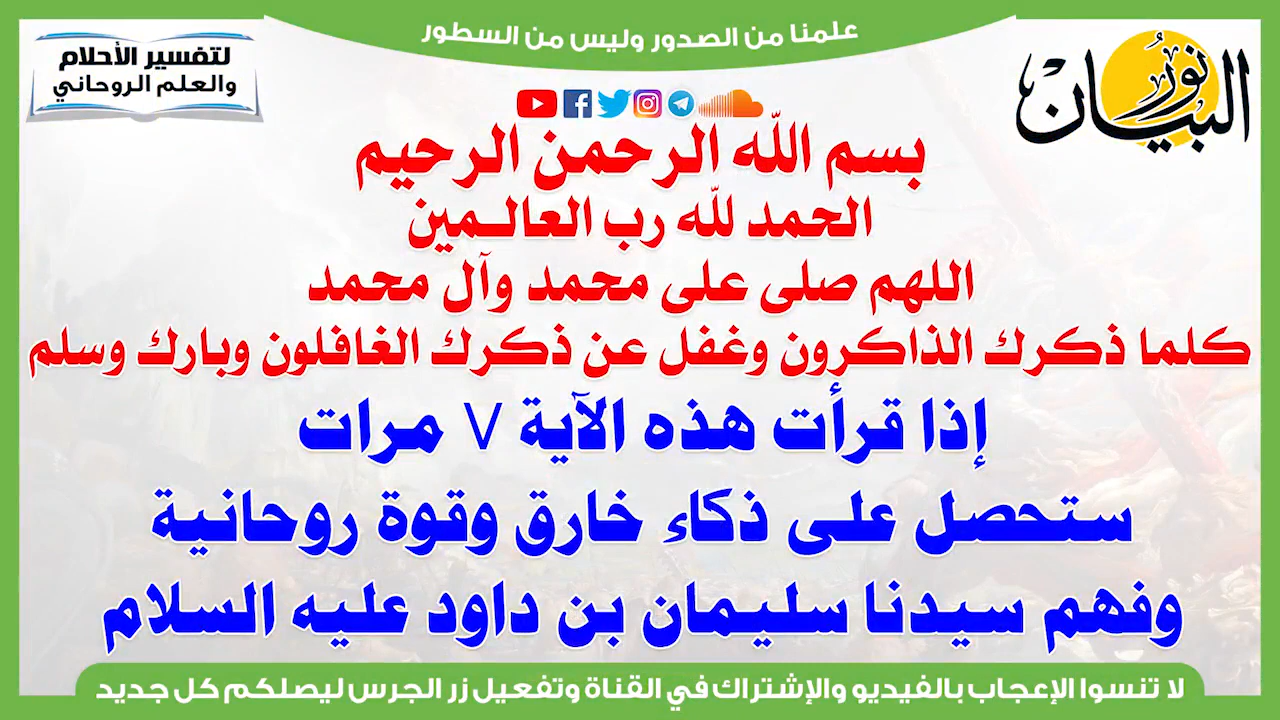 علمنا من الصدور وليس من السطور
نور البيان
لتفسير الأحلام
والعلم الروحاني
بسم الله الرحمن الرحيم
الحمد لله رب العالـمين
اللهم صلى على محمد وآل محمد
كلما ذكرك الذاكرون وغفل عن ذكرك الغافلون وبارك وسلم
إذا قرأت هذه الآية ٧ مرات
ستحصل على ذكاء خارق وقوة روحانية
وفهم سيدنا سليمان بن داود عليه السلام
لا تنسوا الإعجاب بالفيديو والإشتراك في القناة وتفعيل زر الجرس ليصلكم كل جديد